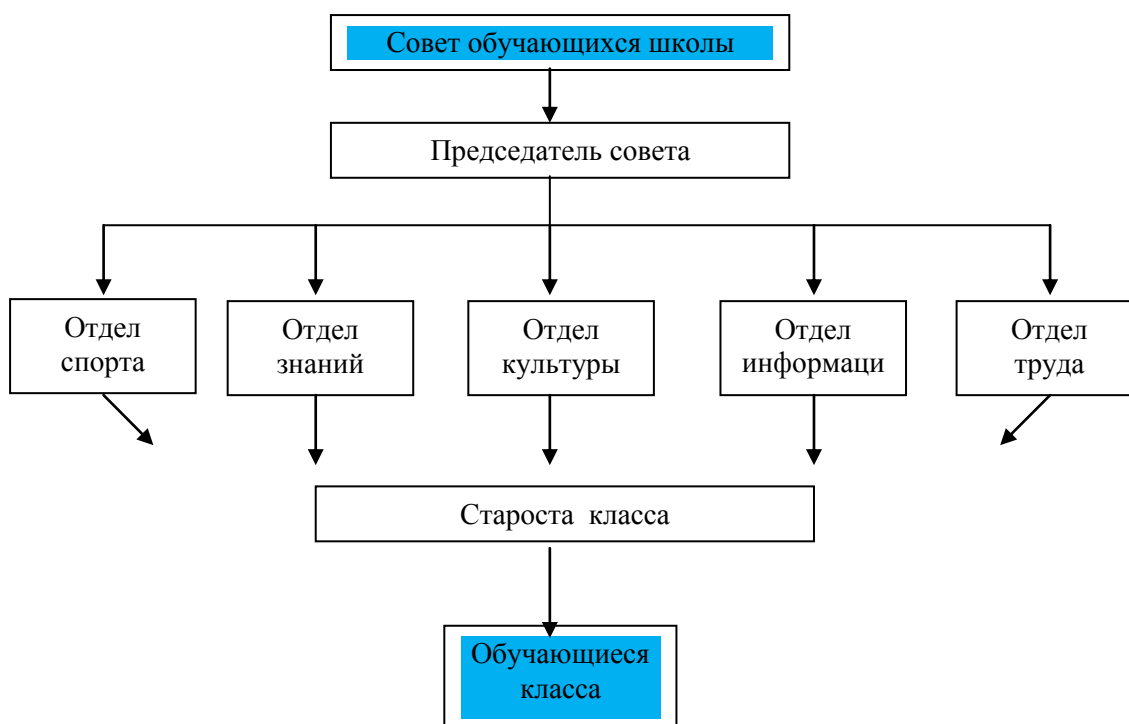 Совет обучающихся школы
Председатель совета
Отдел
спорта
Отдел
знаний
Отдел
культуры
Отдел
информаци
Отдел
труда
Староста класса
Обучающиеся
класса